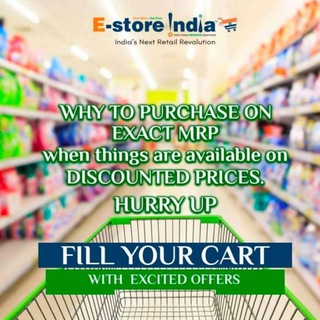 E-store India
India's Next Retail Revolution
WHY TO PURCHASE ON
EXACT MRP
when things are available on
DISCOUNTED PRICES.
HURRY UP
FILL YOUR CART
WITH EXCITED OFFERS